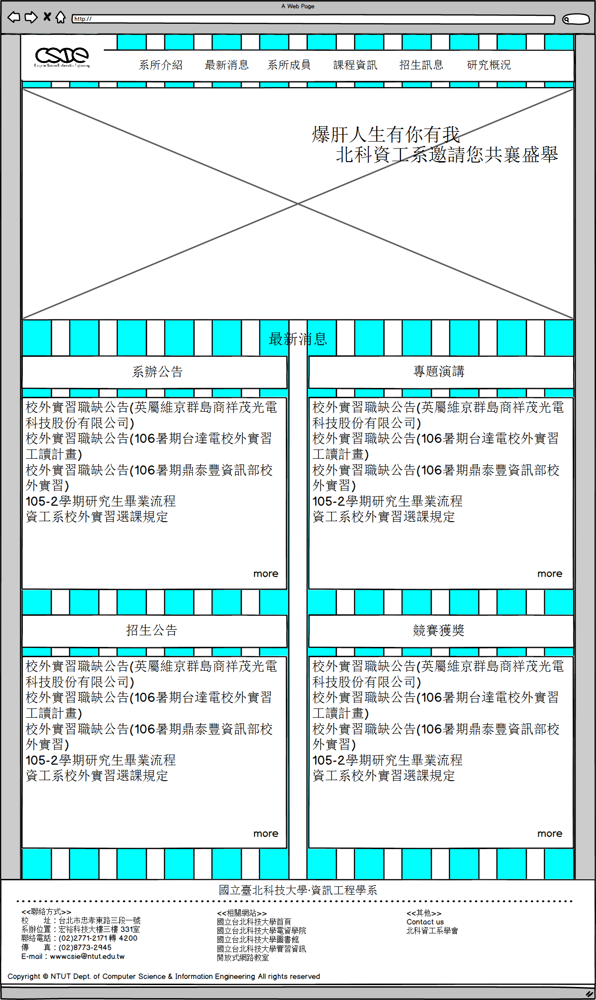 A Web Page
http://
csie
Computer Science & Information Engineering
系所介紹 最新消息 系所成員 課程資訊 招生訊息 研究概況
爆肝人生有你有我
北科資工系邀請您共襄盛舉
最新消息
系辦公告
校外實習職缺公告(英屬維京群島商祥茂光電
科技股份有限公司)
校外實習職缺公告(106暑期台達電校外實習
工讀計畫)
校外實習職缺公告(106暑期鼎泰豐資訊部校
外實習)
105-2學期研究生畢業流程
資工系校外實習選課規定
more
專題演講
校外實習職缺公告(英屬維京群島商祥茂光電
科技股份有限公司)
校外實習職缺公告(106暑期台達電校外實習
工讀計畫)
校外實習職缺公告(106暑期鼎泰豐資訊部校
外實習)
105-2學期研究生畢業流程
資工系校外實習選課規定
more
招生公告
校外實習職缺公告(英屬維京群島商祥茂光電
科技股份有限公司)
校外實習職缺公告(106暑期台達電校外實習
工讀計畫)
校外實習職缺公告(106暑期鼎泰豐資訊部校
外實習)
105-2學期研究生畢業流程
資工系校外實習選課規定
more
競賽獲獎
校外實習職缺公告(英屬維京群島商祥茂光電
科技股份有限公司)
校外實習職缺公告(106暑期台達電校外實習
工讀計畫)
校外實習職缺公告(106暑期鼎泰豐資訊部校
外實習)
105-2學期研究生畢業流程
資工系校外實習選課規定
more
國立臺北科技大學·資訊工程學系
<<聯絡方式>>
校　　址：台北市忠孝東路三段一號
系辦位置：宏裕科技大樓三樓 331室
聯絡電話：(02)2771-2171 轉 4200
傳　　真：(02)8773-2945
E-mail：wwwcsie@ntut.edu.tw
<<相關網站>>
國立台北科技大學首頁
國立台北科技大學電資學院
國立台北科技大學圖書館
國立台北科技大學實習資訊
開放式網路教室
<<其他>>
Contact us
北科資工系學會
Copyright © NTUT Dept. of Computer Science & Information Engineering All rights reserved